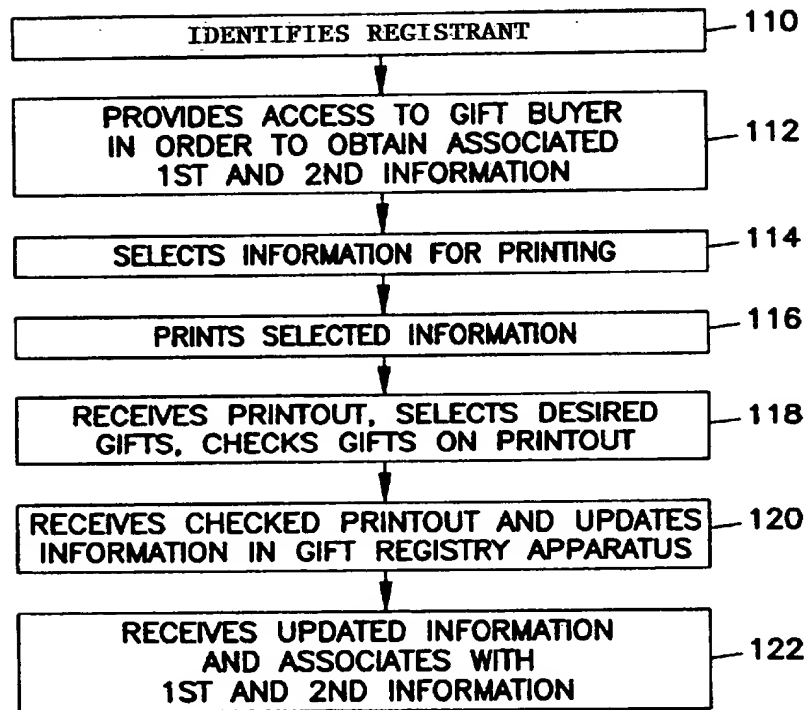 IDENTIFIES REGISTRANT
110
PROVIDES ACCESS TO GIFT BUYER
IN ORDER TO OBTAIN ASSOCIATED
1ST AND 2ND INFORMATION
112
SELECTS INFORMATION FOR PRINTING
114
PRINTS SELECTED INFORMATION
116
RECEIVES PRINTOUT, SELECTS DESIRED
GIFTS, CHECKS GIFTS ON PRINTOUT
118
RECEIVES CHECKED PRINTOUT AND UPDATES
INFORMATION IN GIFT REGISTRY APPARATUS
120
RECEIVES UPDATED INFORMATION
AND ASSOCIATES WITH
1ST AND 2ND INFORMATION
122